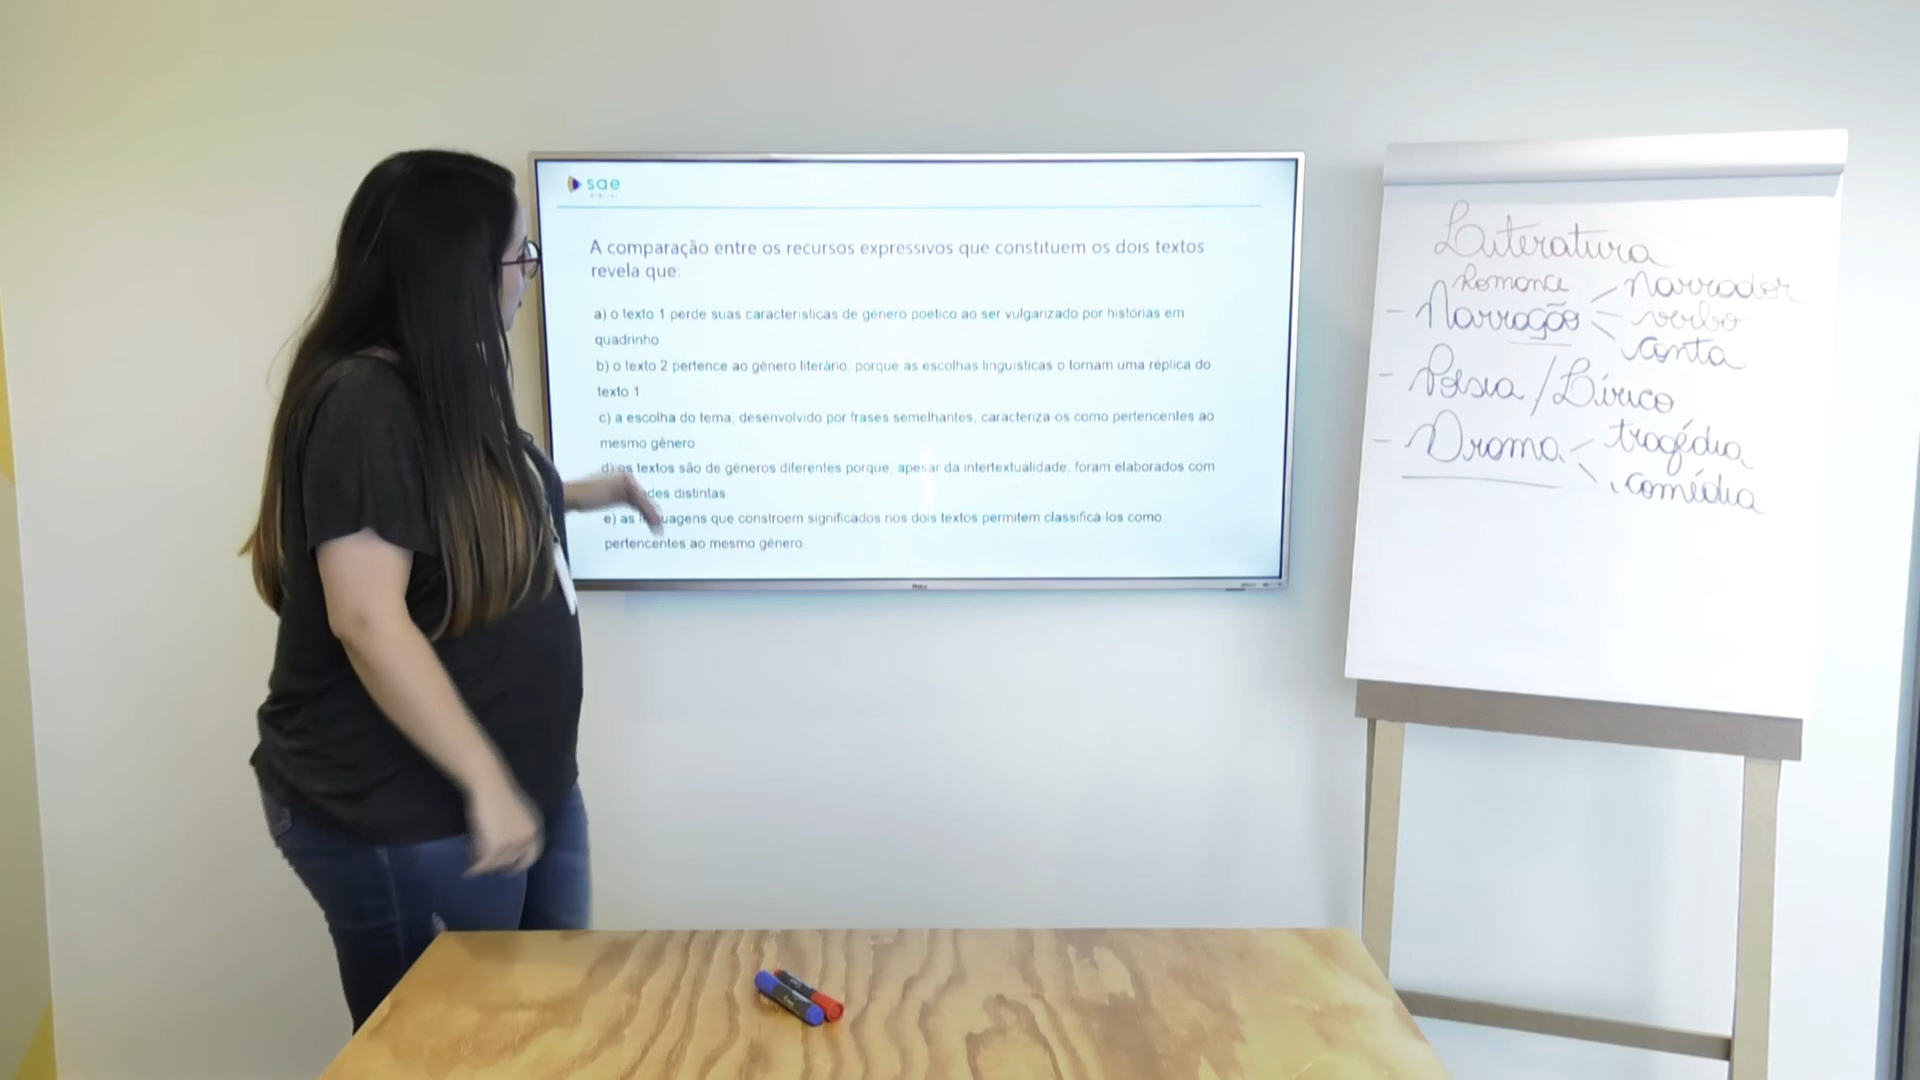 sae
A comparação entre os recursos expressivos que constituem os dois textos
revela que:
a) o texto 1 perde suas características de gênero poético ao ser vulgarizado por histórias em
quadrinho
b) o texto 2 pertence ao gênero literário, porque as escolhas linguísticas o tornam uma réplica do
texto 1
c) a escolha do tema, desenvolvido por frases semelhantes, caracteriza-os como pertencentes ao
mesmo gênero
d) os textos são de gêneros diferentes porque, apesar da intertextualidade, foram elaborados com
des distintas
e) as uagens que constroem significados nos dois textos permitem classificá-los como
pertencentes ao mesmo gênero.
Literatura
Romance
- Narração
Narrador
verbo
conta
- Poesia / Lírico
- Drama
tragédia
comédia